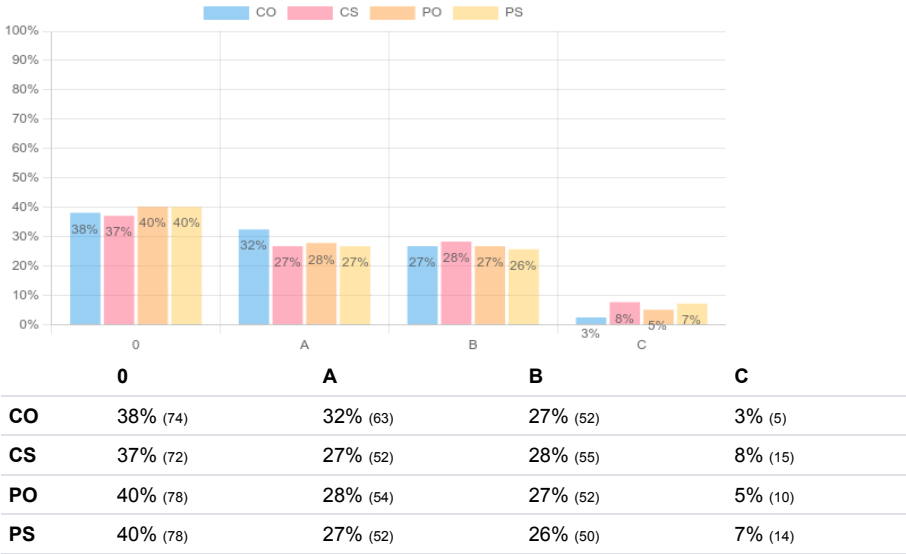 CO CS PO PS
100%
90%
80%
70%
60%
50%
40%
30%
20%
10%
0%
38% 37% 40% 40%
32% 27% 28% 27%
27% 28% 27% 26%
3% 8% 5% 7%
0 A B C
0 A B C
CO 38% (74) 32% (63) 27% (52) 3% (5)
CS 37% (72) 27% (52) 28% (55) 8% (15)
PO 40% (78) 28% (54) 27% (52) 5% (10)
PS 40% (78) 27% (52) 26% (50) 7% (14)